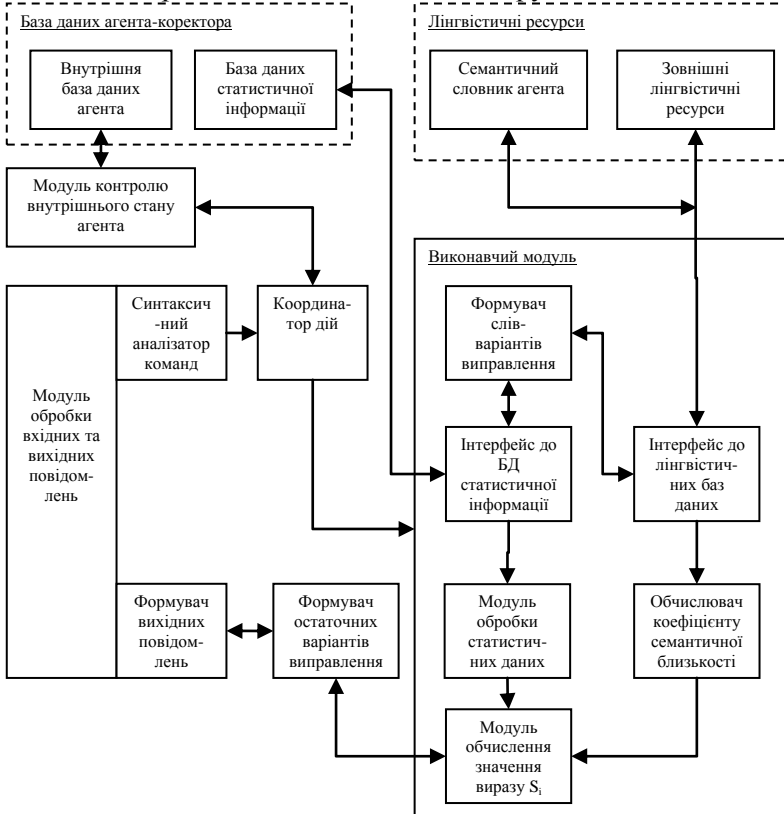 База даних агента-коректора
Внутрішня
база даних
агента
База даних
статистичної
інформації
Лінгвістичні ресурси
Семантичний
словник агента
Зовнішні
лінгвістичні
ресурси
Модуль контролю
внутрішнього стану
агента
Виконавчий модуль
Модуль
обробки
вхідних та
вихідних
повідом-
лень
Синтаксич
-ний
аналізатор
команд
Координа-
тор дій
Формувач
слів-
варіантів
виправлення
Інтерфейс до
БД
статистичної
інформації
Інтерфейс до
лінгвістич-
них баз
даних
Формувач
вихідних
повідом-
лень
Формувач
остаточних
варіантів
виправлення
Модуль
обробки
статистич-
них даних
Обчислювач
коефіцієнту
семантичної
близькості
Модуль
обчислення
значення
виразу Si